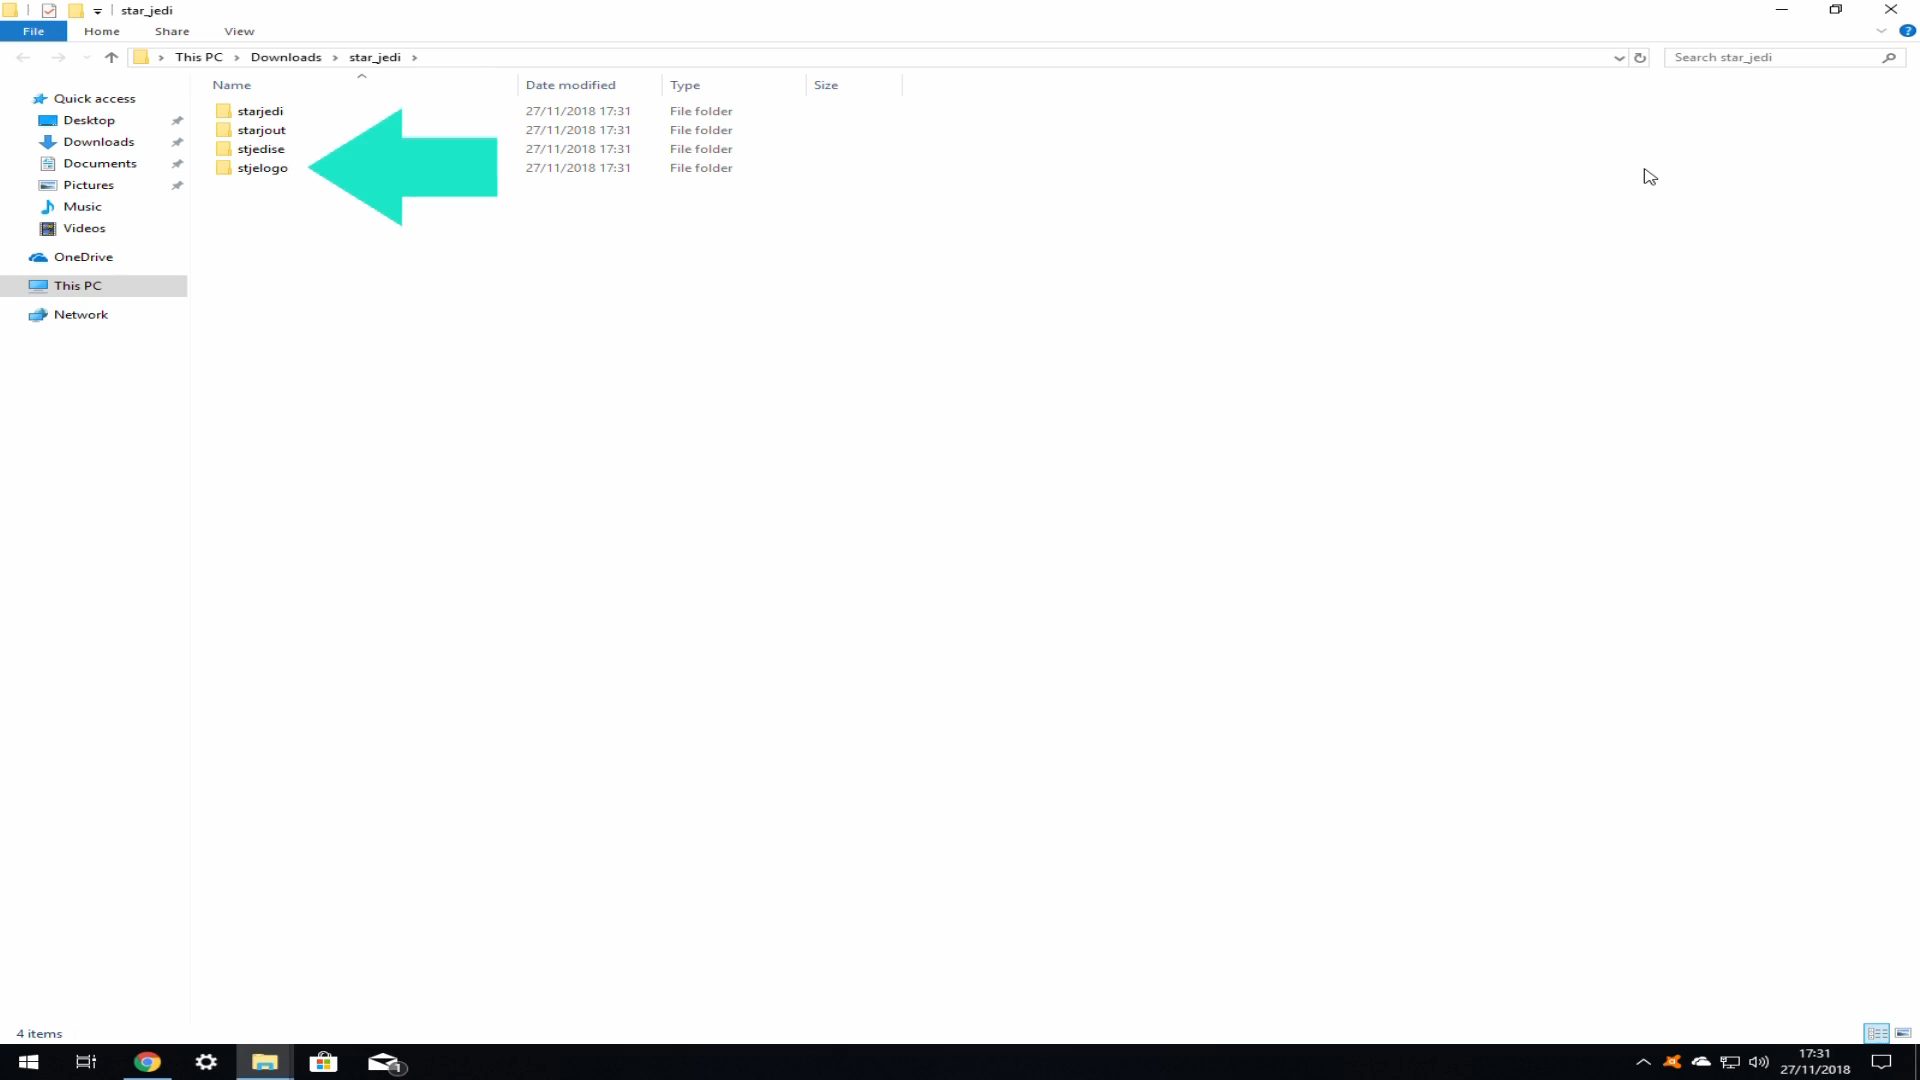 star_jedi
File Home Share View
This PC > Downloads > star_jedi >
Search star_jedi
Name Date modified Type Size
Quick access
Desktop
Downloads
Documents
Pictures
Music
Videos
OneDrive
This PC
Network
starjedi 27/11/2018 17:31 File folder
starjout 27/11/2018 17:31 File folder
stjedise 27/11/2018 17:31 File folder
stjelogo 27/11/2018 17:31 File folder
4 items
1
17:31
27/11/2018